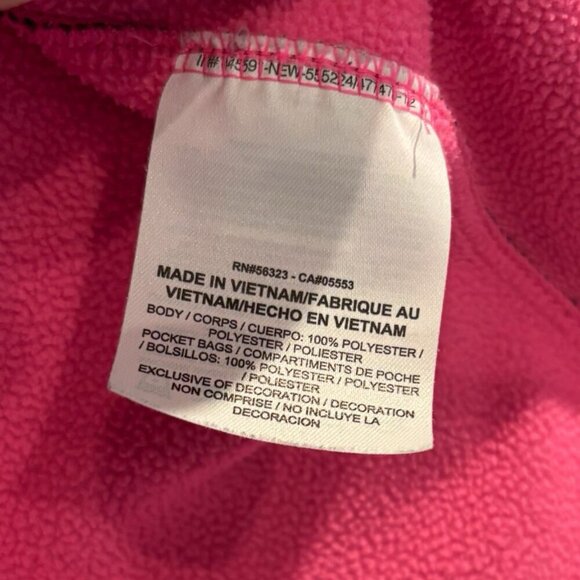 RN#56323 - CA#05553
MADE IN VIETNAM/FABRIQUE AU
VIETNAM/HECHO EN VIETNAM
BODY / CORPS / CUERPO: 100% POLYESTER /
POLYESTER / POLIESTER
POCKET BAGS / COMPARTIMENTS DE POCHE
/ BOLSILLOS: 100% POLYESTER / POLYESTER
/ POLIESTER
EXCLUSIVE OF DECORATION / DECORATION
NON COMPRISE / NO INCLUYE LA
DECORACION